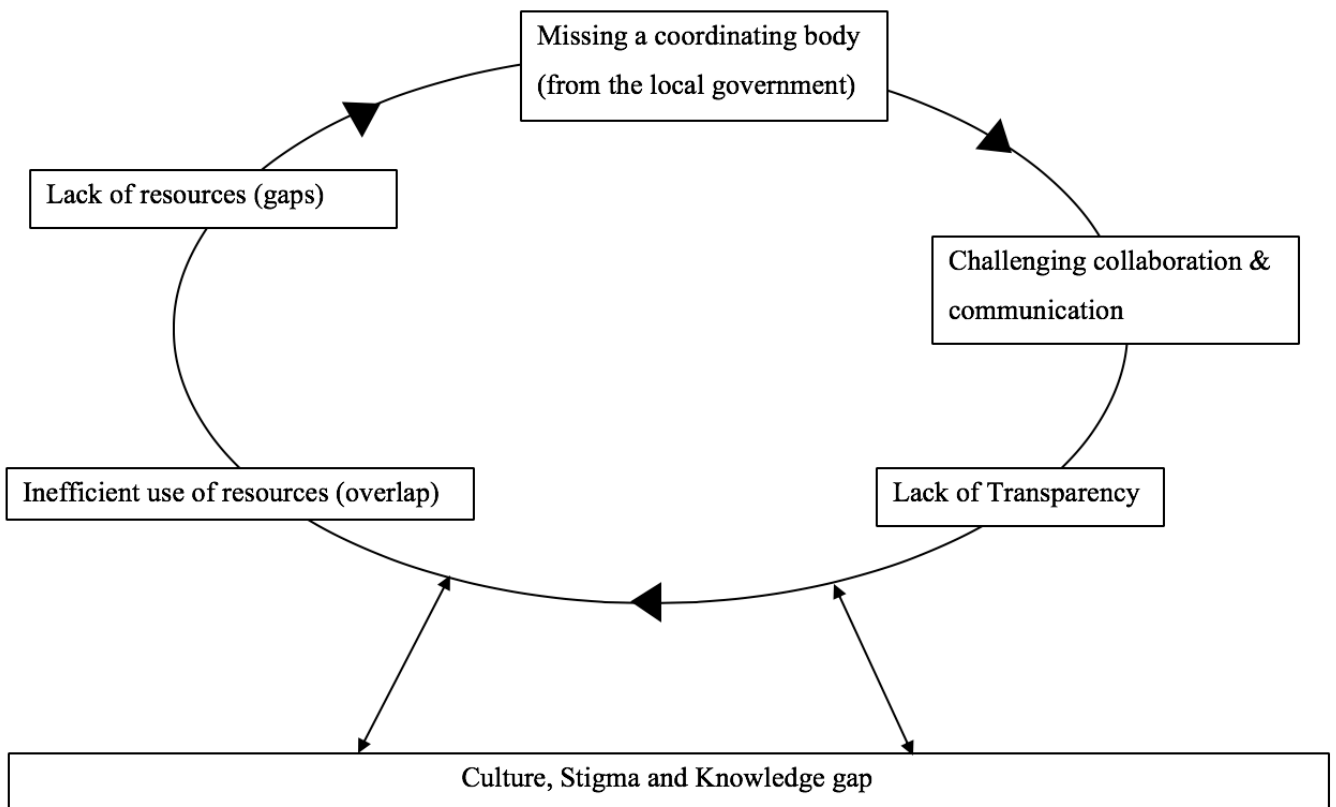 Missing a coordinating body
(from the local government)
Lack of resources (gaps)
Challenging collaboration &
communication
Inefficient use of resources (overlap)
Lack of Transparency
Culture, Stigma and Knowledge gap